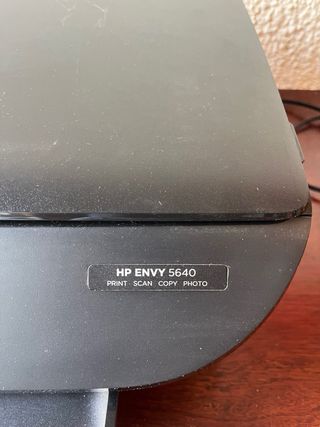 HP ENVY 5640
PRINT SCAN COPY PHOTO